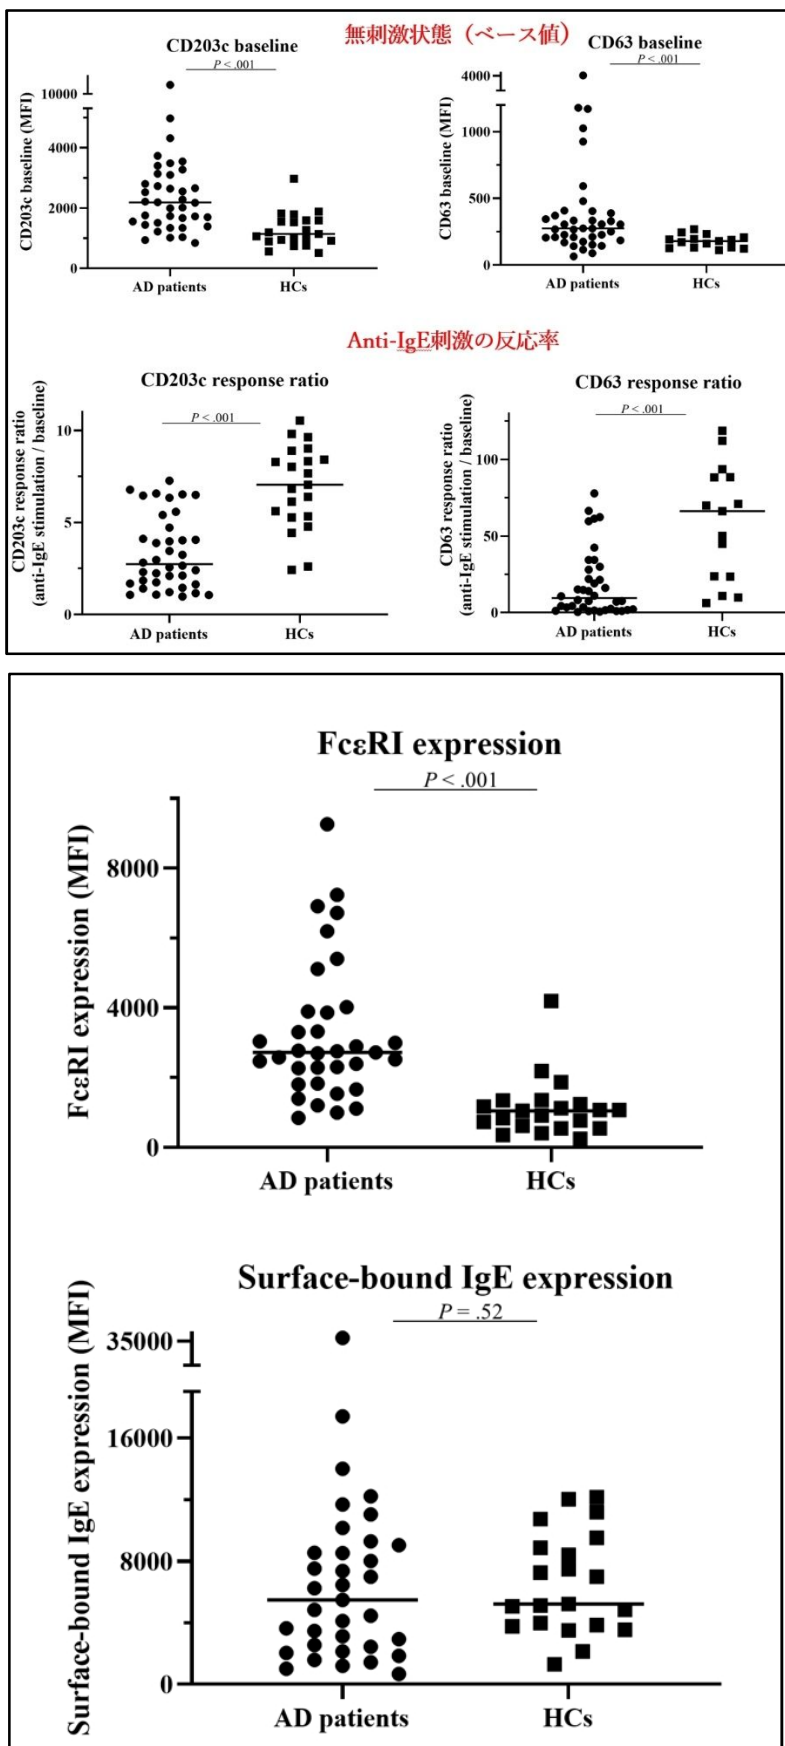 無刺激状態（ベース値）
CD203c baseline
P < .001
CD203c baseline (MFI)
10000
4000
2000
0
AD patients
HCs
CD63 baseline
P < .001
CD63 baseline (MFI)
4000
1000
500
0
AD patients
HCs
Anti-IgE刺激の反応率
CD203c response ratio
P < .001
CD203c response ratio
(anti-IgE stimulation / baseline)
10
5
0
AD patients
HCs
CD63 response ratio
P < .001
CD63 response ratio
(anti-IgE stimulation / baseline)
100
50
0
AD patients
HCs
FcεRI expression
P < .001
FcεRI expression (MFI)
8000
4000
0
AD patients
HCs
Surface-bound IgE expression
P = .52
Surface-bound IgE expression (MFI)
35000
16000
8000
0
AD patients
HCs